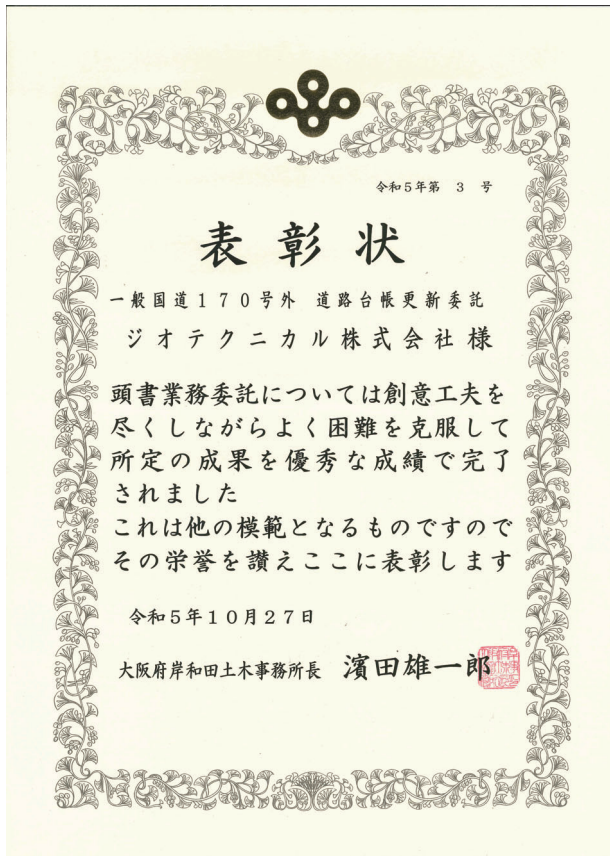 令和5年第 3 号
表彰状
一般国道170号外 道路台帳更新委託
ジオテクニカル株式会社様
頭書業務委託については創意工夫を
尽くしながらよく困難を克服して
所定の成果を優秀な成績で完了
されました
これは他の模範となるものですので
その栄誉を讃えここに表彰します
令和5年10月27日
大阪府岸和田土木事務所長 濱田雄一郎